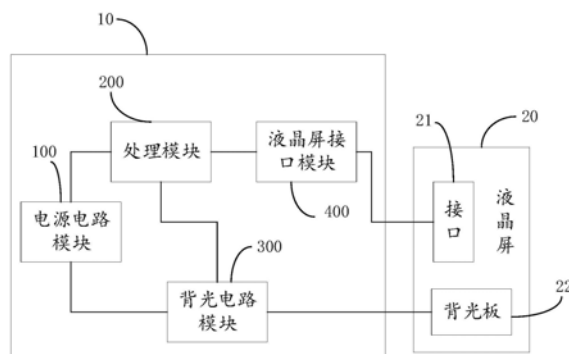 10
200
处理模块
液晶屏接
口模块
21
20
100
400
接
口
液
晶
屏
电源电路
模块
300
背光电路
模块
背光板
22